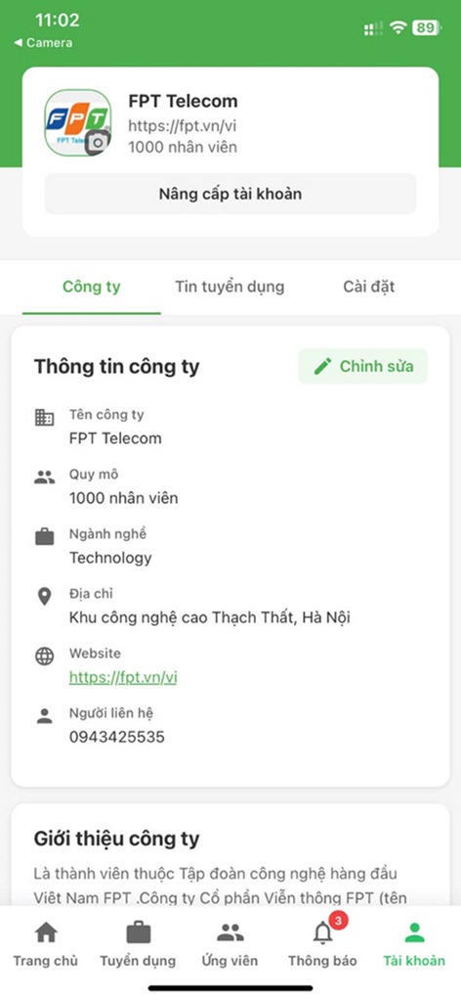 11:02
89
◀ Camera
FPT
FPT Tele
FPT Telecom
https://fpt.vn/vi
1000 nhân viên
Nâng cấp tài khoản
Công ty
Tin tuyển dụng
Cài đặt
Thông tin công ty
Chỉnh sửa
Tên công ty
FPT Telecom
Quy mô
1000 nhân viên
Ngành nghề
Technology
Địa chỉ
Khu công nghệ cao Thạch Thất, Hà Nội
Website
https://fpt.vn/vi
Người liên hệ
0943425535
Giới thiệu công ty
Là thành viên thuộc Tập đoàn công nghệ hàng đầu
Việt Nam FPT .Công ty Cổ phần Viễn thông FPT (tên
3
Trang chủ
Tuyển dụng
Ứng viên
Thông báo
Tài khoản